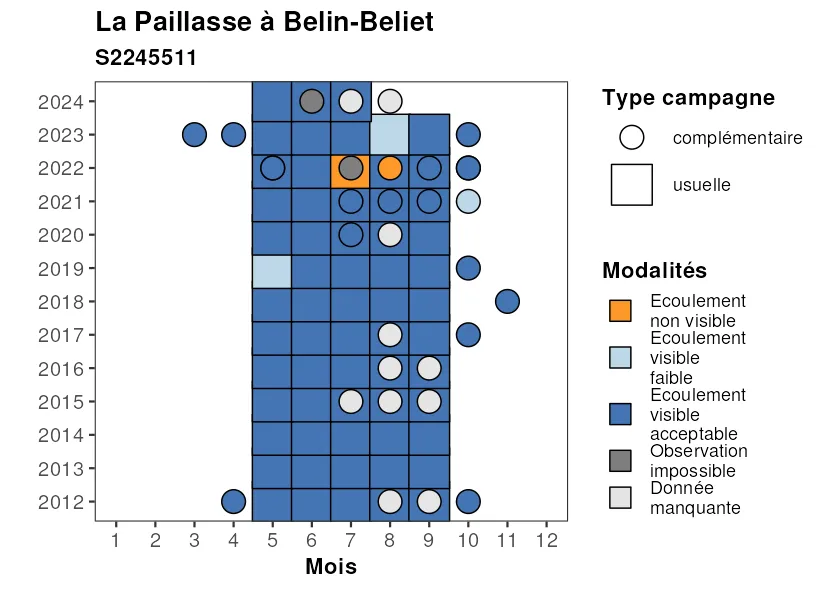 La Paillasse à Belin-Beliet
S2245511
2024
2023
2022
2021
2020
2019
2018
2017
2016
2015
2014
2013
2012
1 2 3 4 5 6 7 8 9 10 11 12
Mois
Type campagne
complémentaire
usuelle
Modalités
Ecoulement
non visible
Ecoulement
visible
faible
Ecoulement
visible
acceptable
Observation
impossible
Donnée
manquante